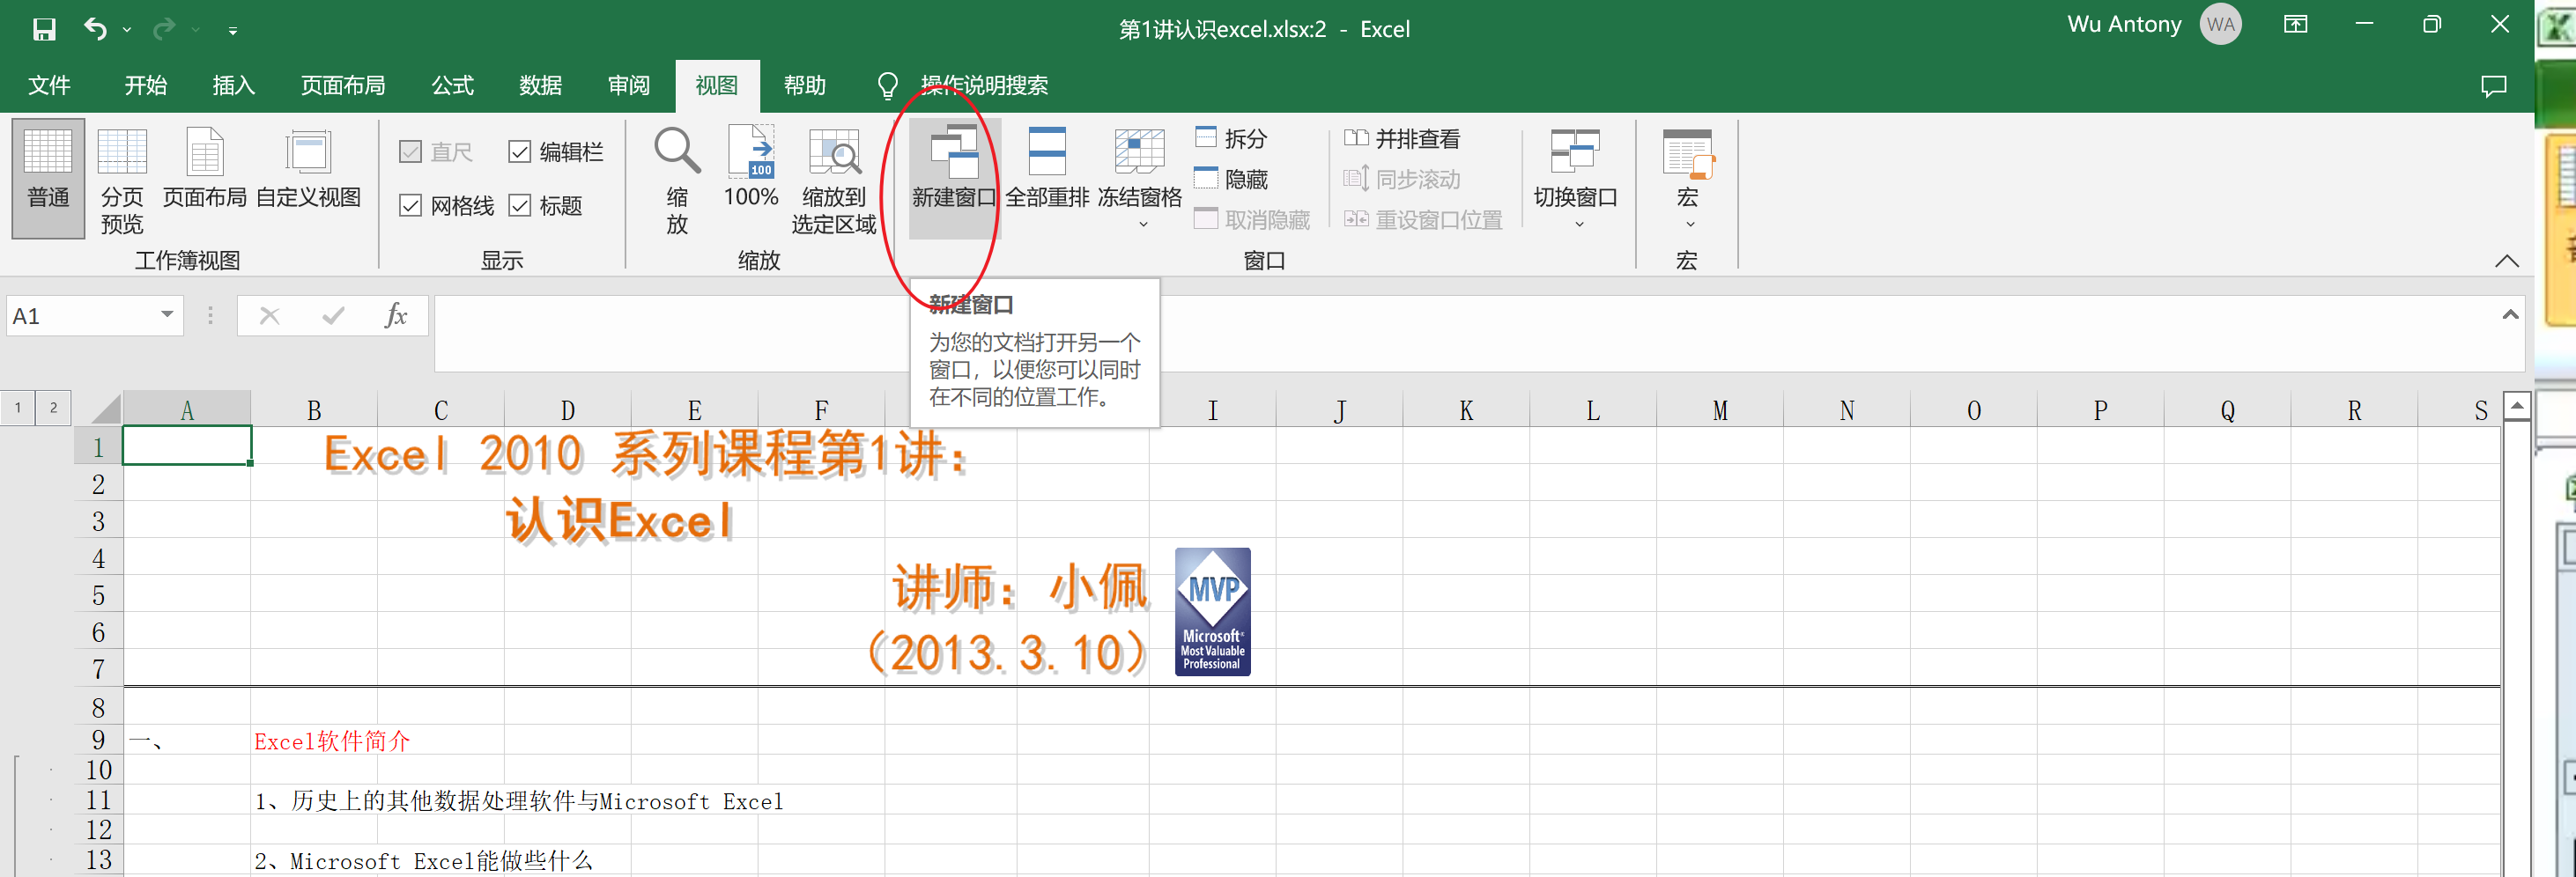 第1讲认识excel.xlsx:2 - Excel
Wu Antony WA
文件 开始 插入 页面布局 公式 数据 审阅 视图 帮助 操作说明搜索
普通 分页预览 页面布局 自定义视图
工作簿视图
直尺 编辑栏
网格线 标题
显示
缩放 100% 缩放到选定区域
100
缩放
新建窗口 全部重排 冻结窗格
拆分
隐藏
取消隐藏
并排查看
同步滚动
重设窗口位置
切换窗口
窗口
宏
宏
新建窗口
为您的文档打开另一个
窗口，以便您可以同时
在不同的位置工作。
A1 fx
1 2
A B C D E F I J K L M N O P Q R S
1
Excel 2010 系列课程第1讲：
2
3
认识Excel
4
5
讲师：小佩
6
(2013.3.10)
7
MVP
Microsoft®
Most Valuable
Professional
8
9 一、 Excel软件简介
10
11 1、历史上的其他数据处理软件与Microsoft Excel
12
13 2、Microsoft Excel能做些什么